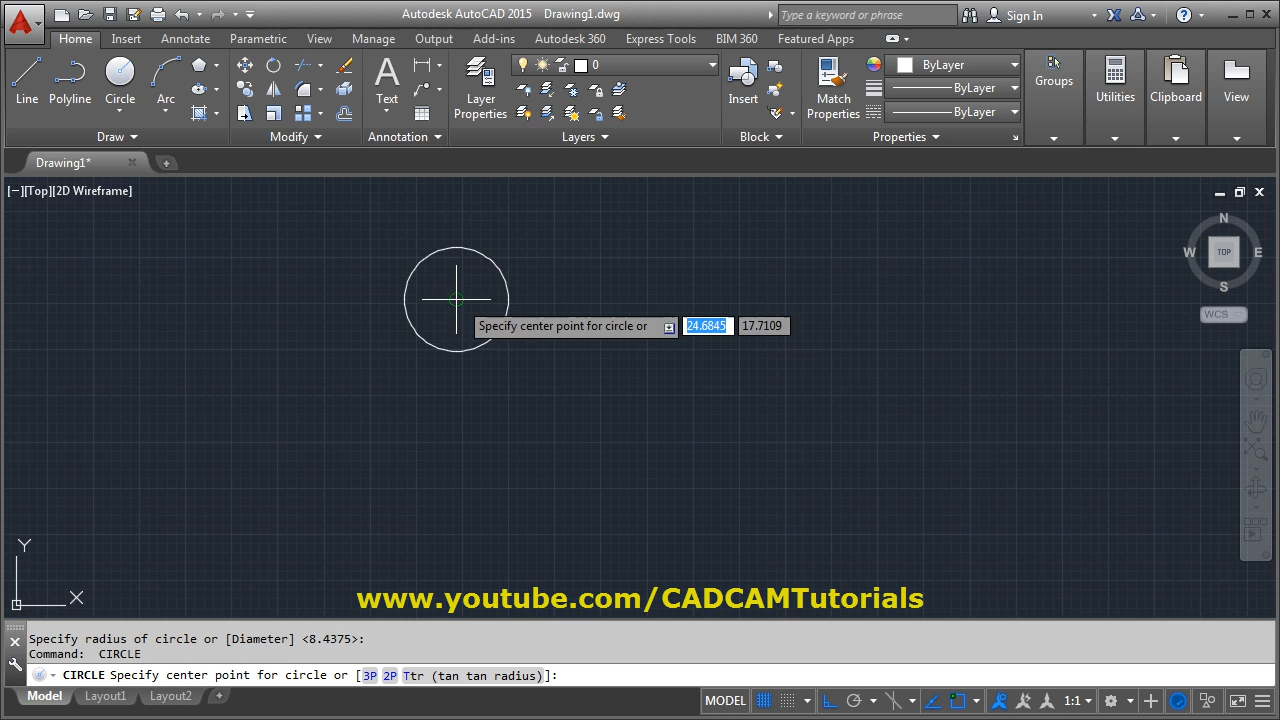 Autodesk AutoCAD 2015 Drawing1.dwg
Type a keyword or phrase
Sign In
Home Insert Annotate Parametric View Manage Output Add-ins Autodesk 360 Express Tools BIM 360 Featured Apps
Line Polyline Circle Arc
Text
Layer Properties
0
Insert
Match Properties
ByLayer
ByLayer
ByLayer
Groups Utilities Clipboard View
Draw Modify Annotation Layers Block Properties
Drawing1*
[−][Top][2D Wireframe]
N
W TOP E
S
WCS
Specify center point for circle or 24.6845 17.7109
Y
X
www.youtube.com/CADCAMTutorials
Specify radius of circle or [Diameter] <8.4375>:
Command: CIRCLE
CIRCLE Specify center point for circle or [3P 2P Ttr (tan tan radius)]:
Model Layout1 Layout2 +
MODEL 1:1